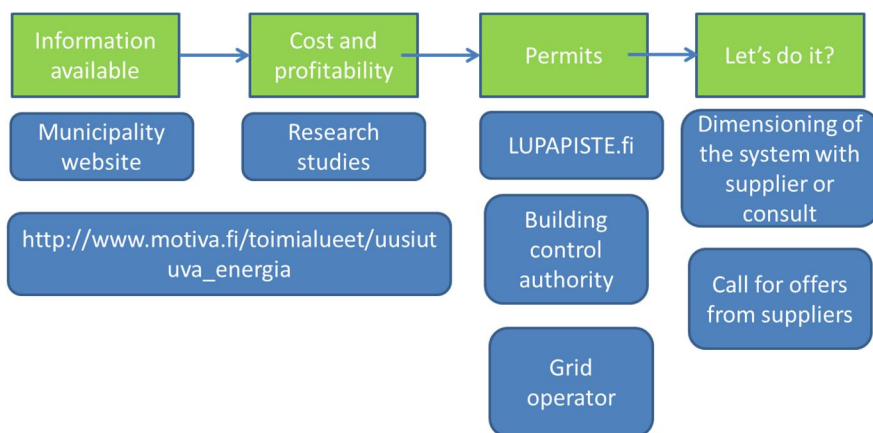 Information
available
Cost and
profitability
Permits
Let's do it?
Municipality
website
Research
studies
LUPAPISTE.fi
Dimensioning of
the system with
supplier or
consult
http://www.motiva.fi/toimialueet/uusiut
uva_energia
Building
control
authority
Call for offers
from suppliers
Grid
operator